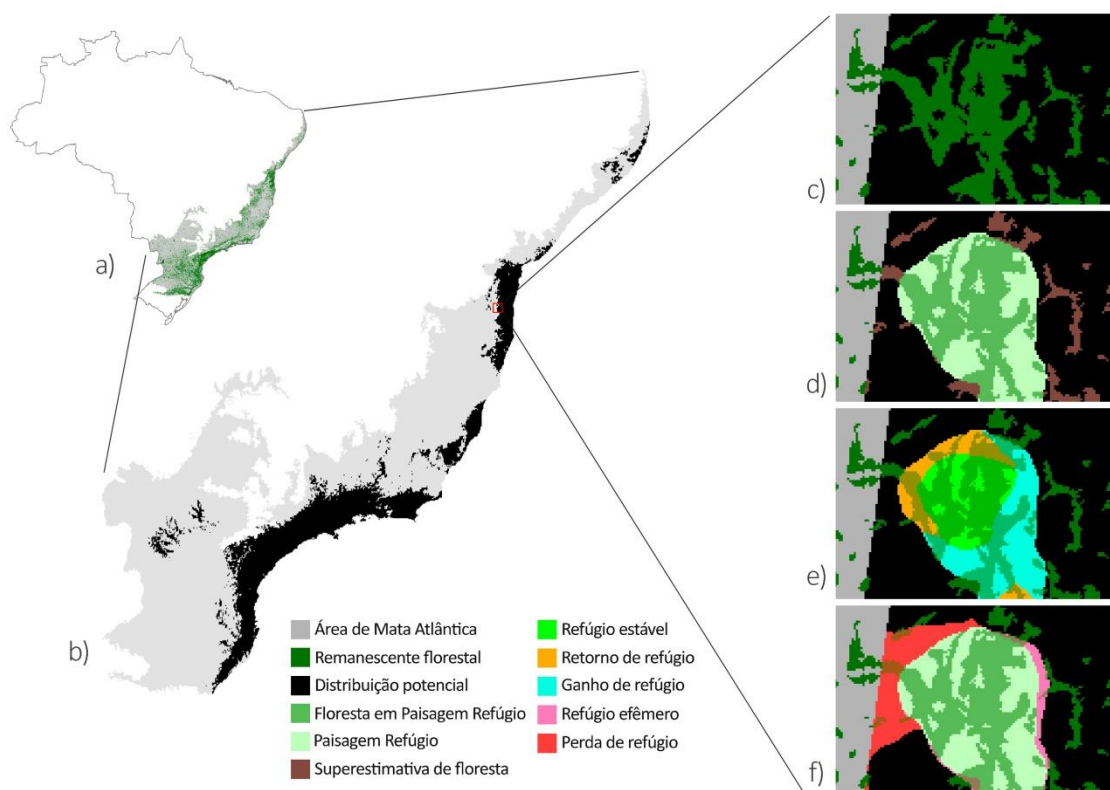 a)
b)
c)
d)
e)
f)
Área de Mata Atlântica
Remanescente florestal
Distribuição potencial
Floresta em Paisagem Refúgio
Paisagem Refúgio
Superestimativa de floresta
Refúgio estável
Retorno de refúgio
Ganho de refúgio
Refúgio efêmero
Perda de refúgio